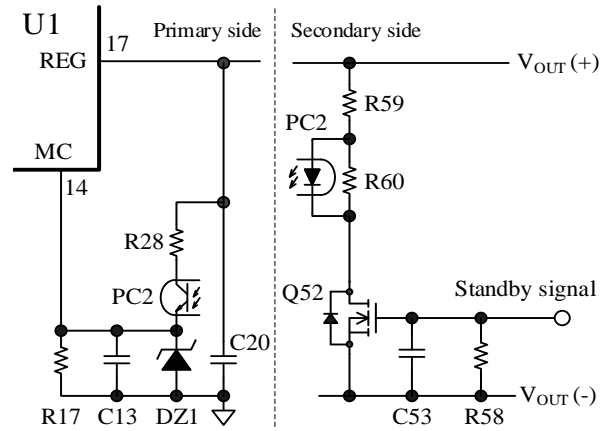 U1
17
Primary side
Secondary side
REG
VOUT (+)
R59
PC2
MC
R60
14
R28
PC2
Q52
Standby signal
C20
R17
C13
DZ1
C53
R58
VOUT (-)